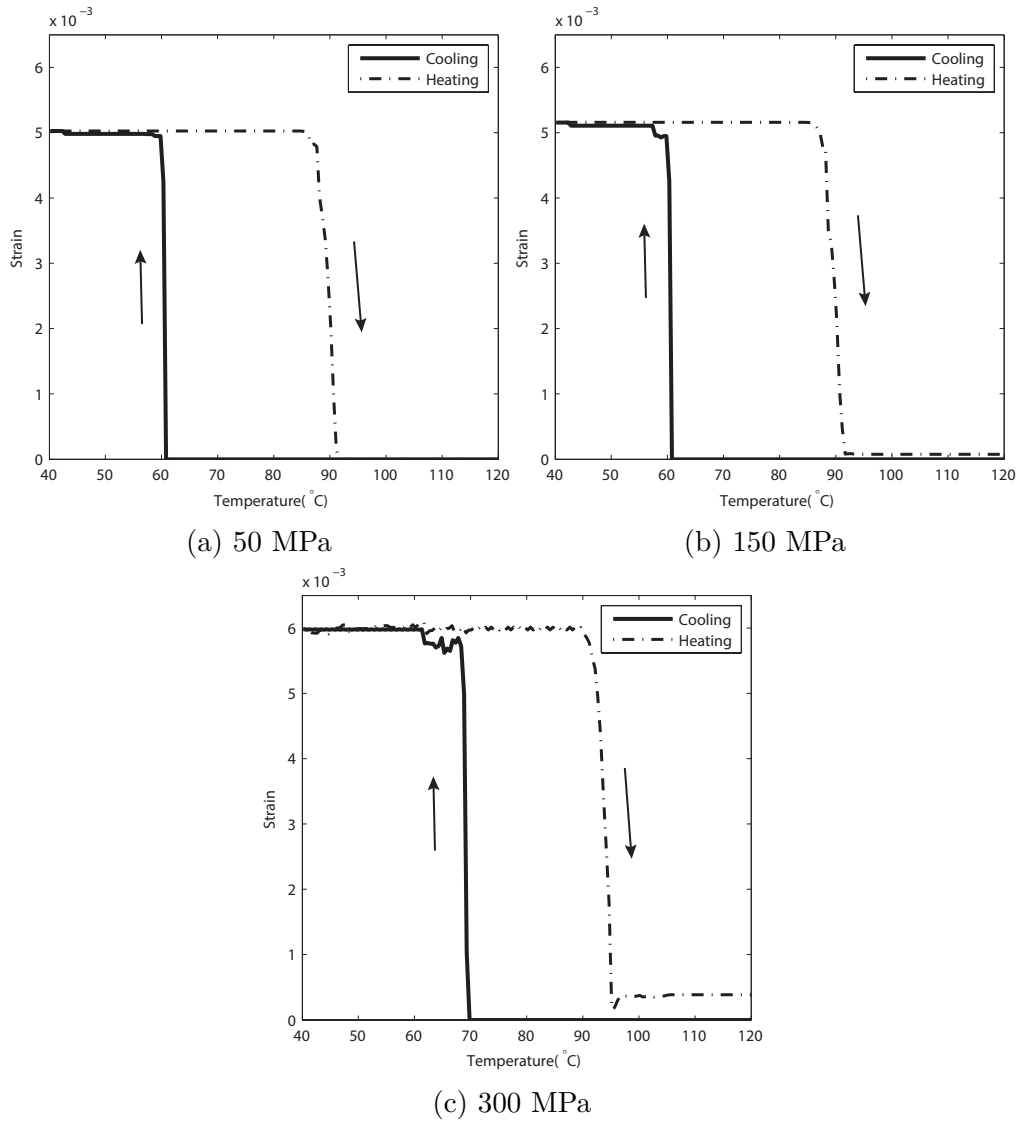 x 10 −3
6
5
4
3
2
1
0
Strain
40 50 60 70 80 90 100 110 120
Temperature( °C)
Cooling
Heating
(a) 50 MPa
x 10 −3
6
5
4
3
2
1
0
Strain
40 50 60 70 80 90 100 110 120
Temperature( °C)
Cooling
Heating
(b) 150 MPa
x 10 −3
6
5
4
3
2
1
0
Strain
40 50 60 70 80 90 100 110 120
Temperature( °C)
Cooling
Heating
(c) 300 MPa